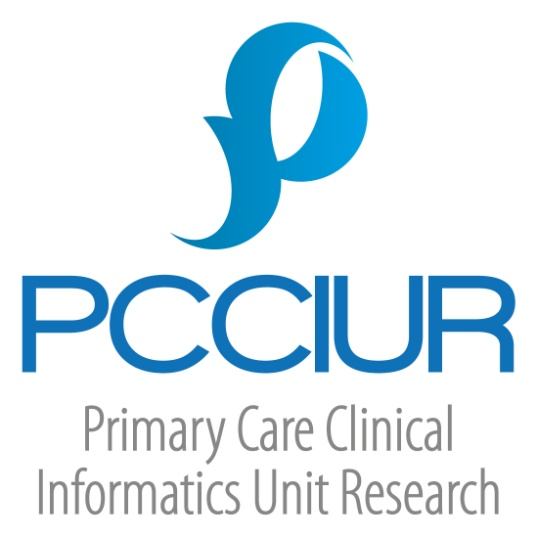 PCCIUR
Primary Care Clinical
Informatics Unit Research